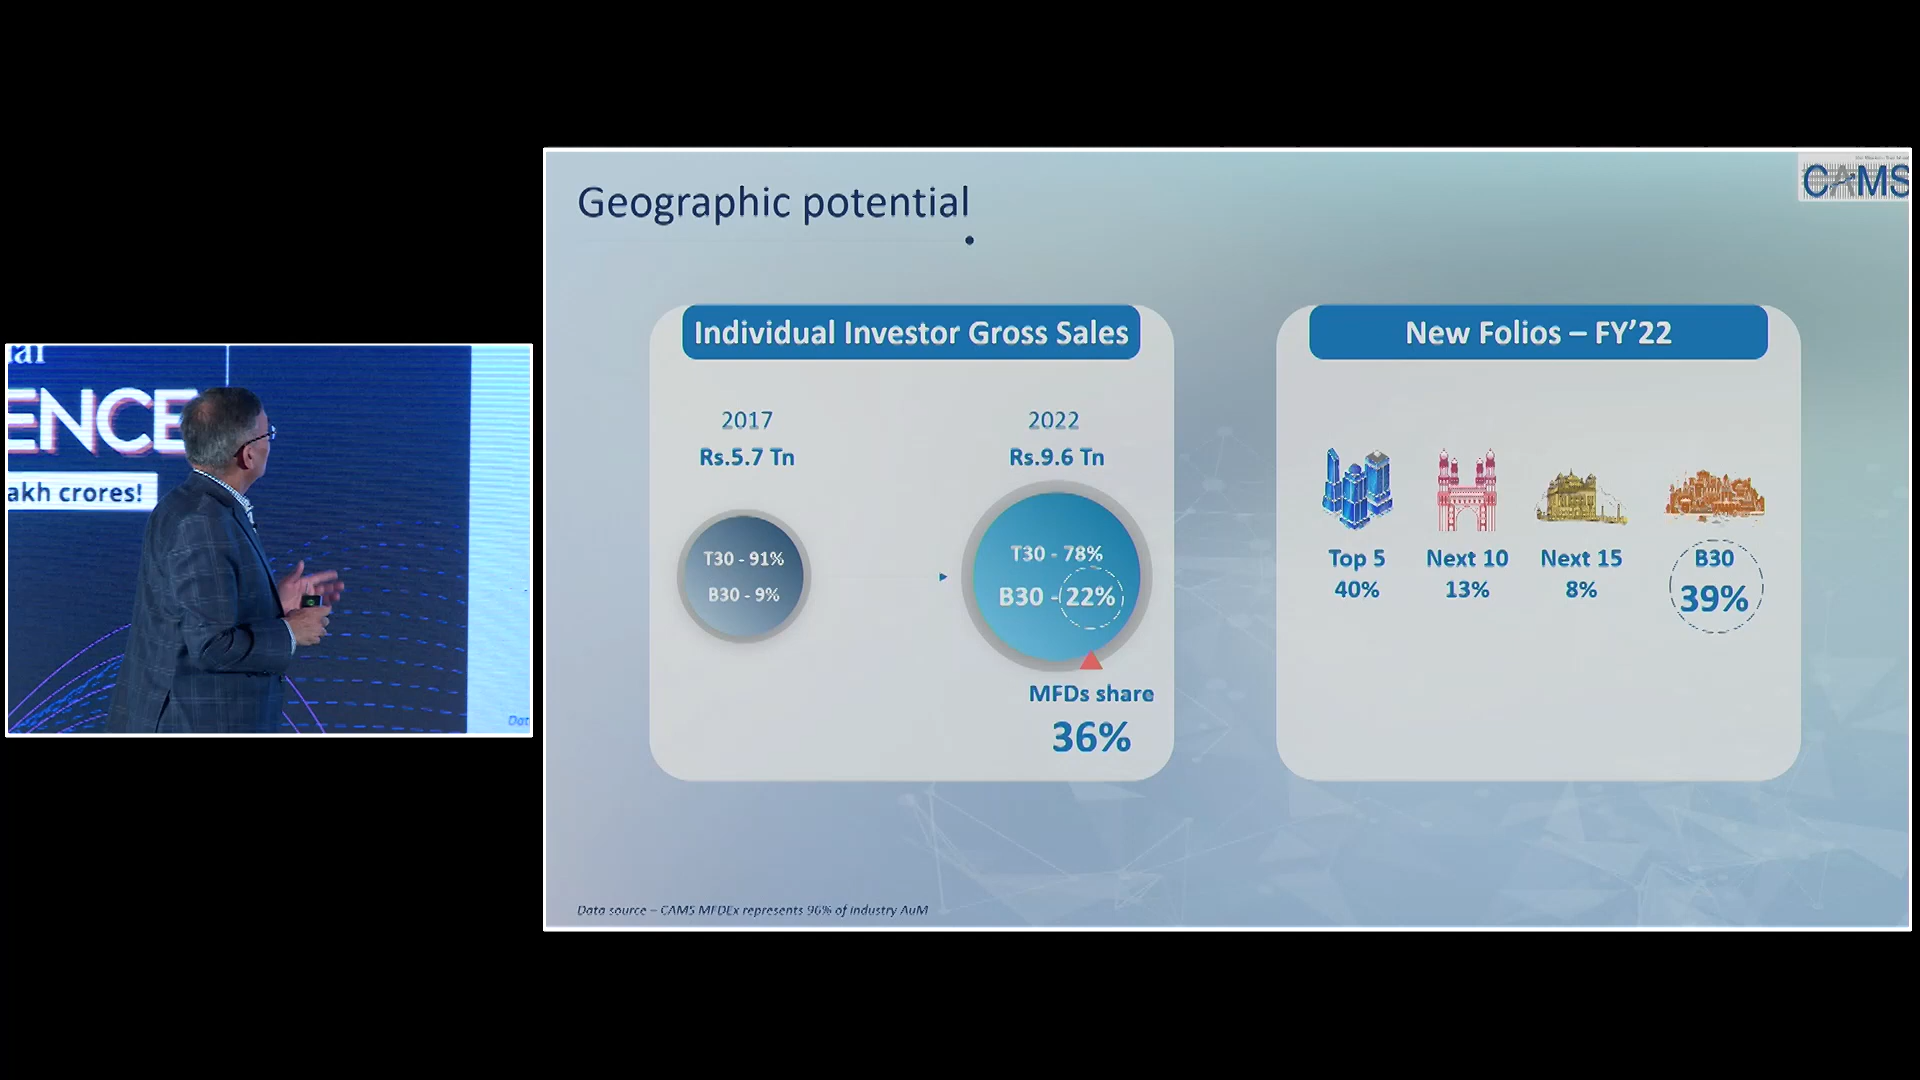 ENCE
akh crores!
Geographic potential
CAMS
Individual Investor Gross Sales
2017
Rs.5.7 Tn
T30 - 91%
B30 - 9%
2022
Rs.9.6 Tn
T30 - 78%
B30 - 22%
MFDs share
36%
New Folios – FY’22
Top 5
40%
Next 10
13%
Next 15
8%
B30
39%
Data source – CAMS MFDEx represents 96% of industry AuM